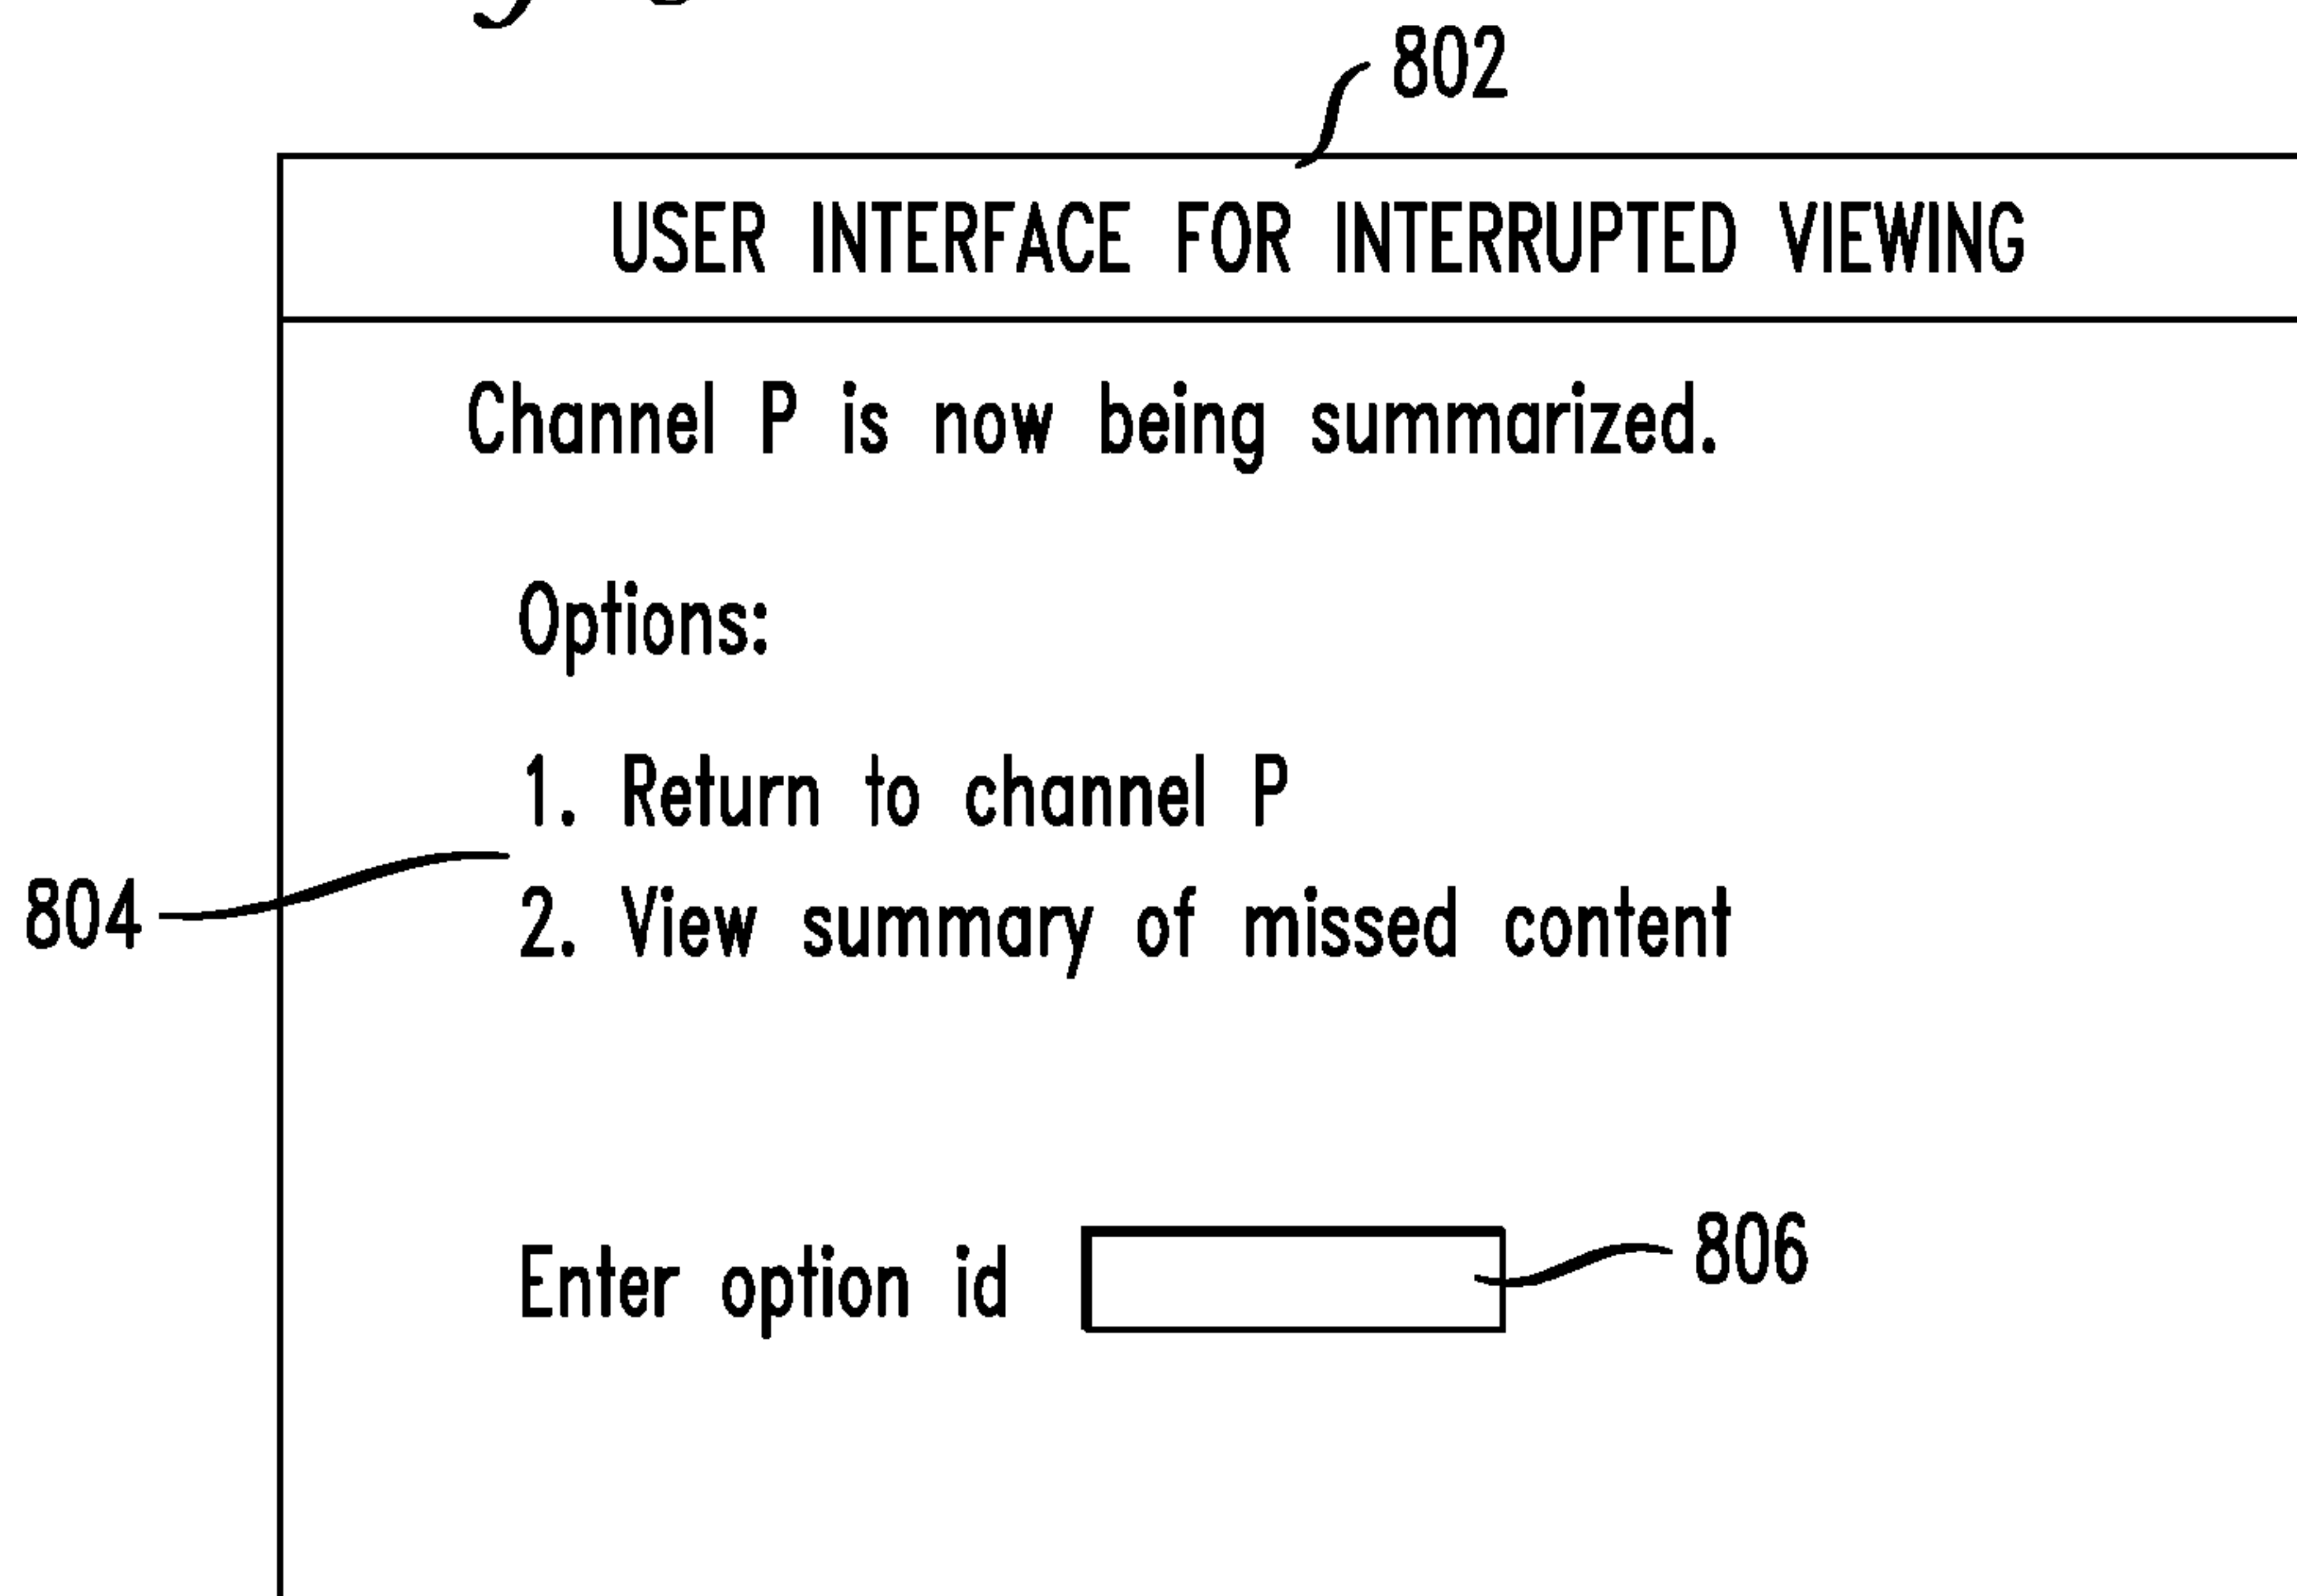 802
USER INTERFACE FOR INTERRUPTED VIEWING
Channel P is now being summarized.
Options:
1. Return to channel P
804
2. View summary of missed content
Enter option id
806